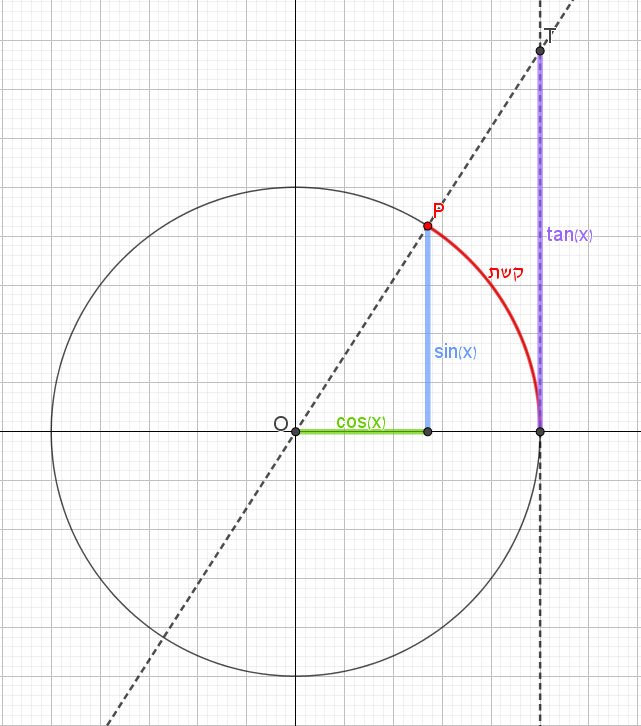 T
P
tan(x)
קשת
sin(x)
cos(x)
O